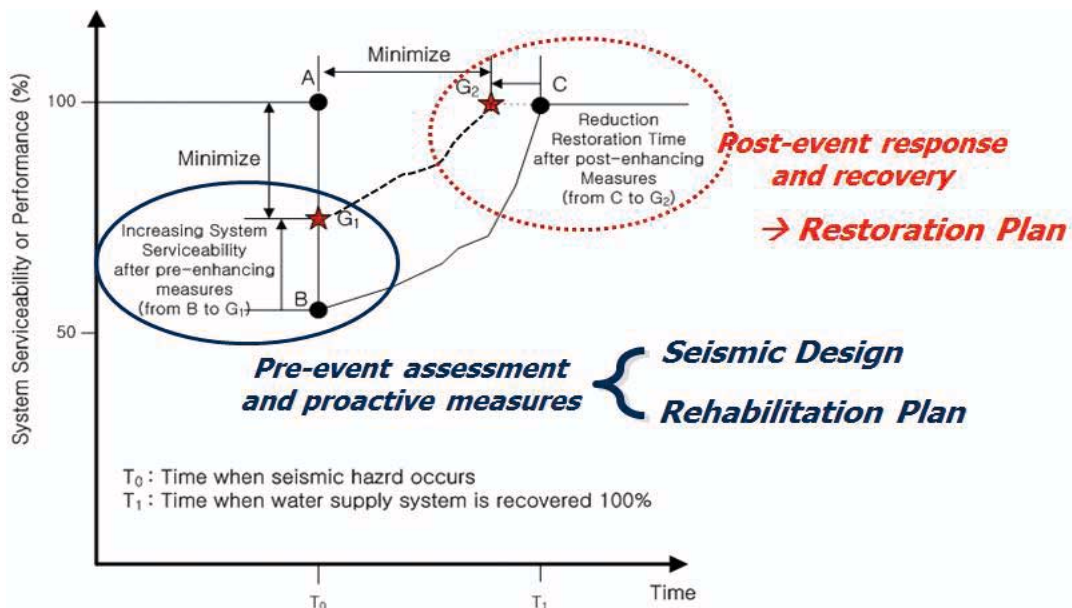 System Serviceability or Performance (%)
100
50
Minimize
A
G₂
C
Minimize
Reduction
Restoration Time
after post-enhancing
Measures
(from C to G₂)
Post-event response
and recovery
→ Restoration Plan
G₁
Increasing System
Serviceability
after pre-enhancing
measures
(from B to G₁)
B
Pre-event assessment
and proactive measures
Seismic Design
Rehabilitation Plan
T₀ : Time when seismic hazrd occurs
T₁ : Time when water supply system is recovered 100%
T₀
T₁
Time